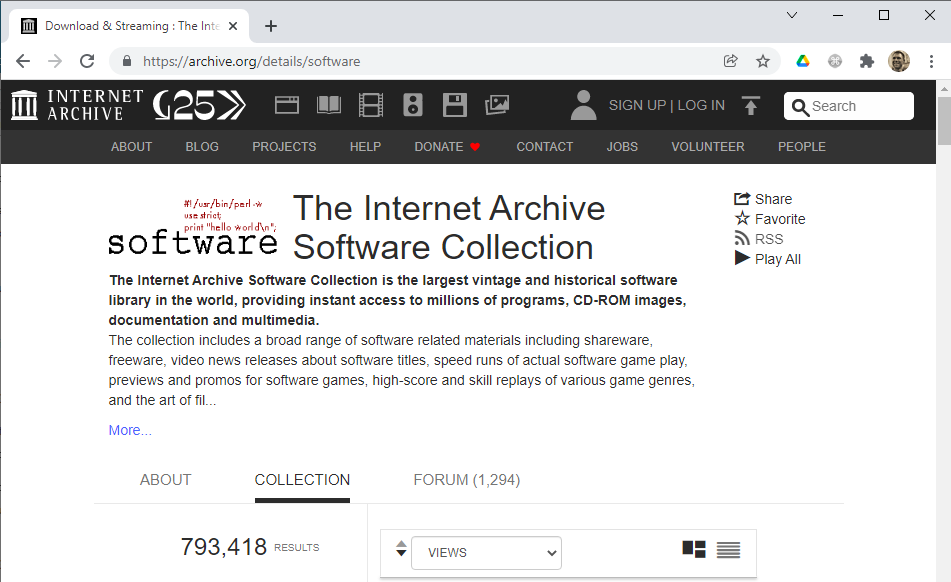 Download & Streaming : The Inte
https://archive.org/details/software
INTERNET
ARCHIVE
25
SIGN UP | LOG IN
Search
ABOUT BLOG PROJECTS HELP DONATE CONTACT JOBS VOLUNTEER PEOPLE
#!/usr/bin/perl -w
use strict;
print "hello world\n";
software
The Internet Archive
Software Collection
Share
Favorite
RSS
Play All
The Internet Archive Software Collection is the largest vintage and historical software
library in the world, providing instant access to millions of programs, CD-ROM images,
documentation and multimedia.
The collection includes a broad range of software related materials including shareware,
freeware, video news releases about software titles, speed runs of actual software game play,
previews and promos for software games, high-score and skill replays of various game genres,
and the art of fil...
More...
ABOUT COLLECTION FORUM (1,294)
793,418 RESULTS
VIEWS